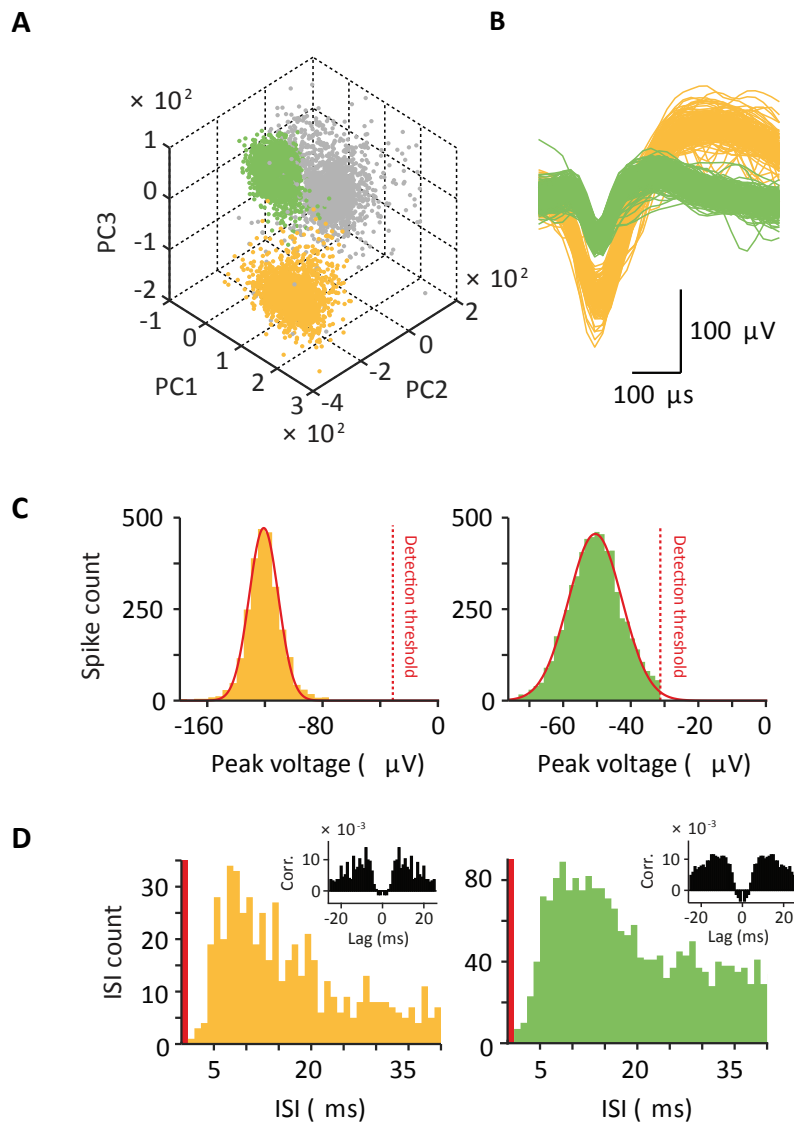 A
× 10²
1
0
-1
-2
PC3
-1
0
1
2
3
PC1
× 10²
-4
-2
0
2
PC2
× 10²
B
100 μV
100 μs
C
500
250
0
Spike count
-160
-80
0
Peak voltage ( μV)
Detection threshold
500
250
0
-60
-40
-20
0
Peak voltage ( μV)
Detection threshold
D
30
20
10
0
ISI count
5
20
35
ISI ( ms)
× 10⁻³
10
0
Corr.
-20
0
20
Lag (ms)
80
40
0
5
20
35
ISI ( ms)
× 10⁻³
10
0
Corr.
-20
0
20
Lag (ms)